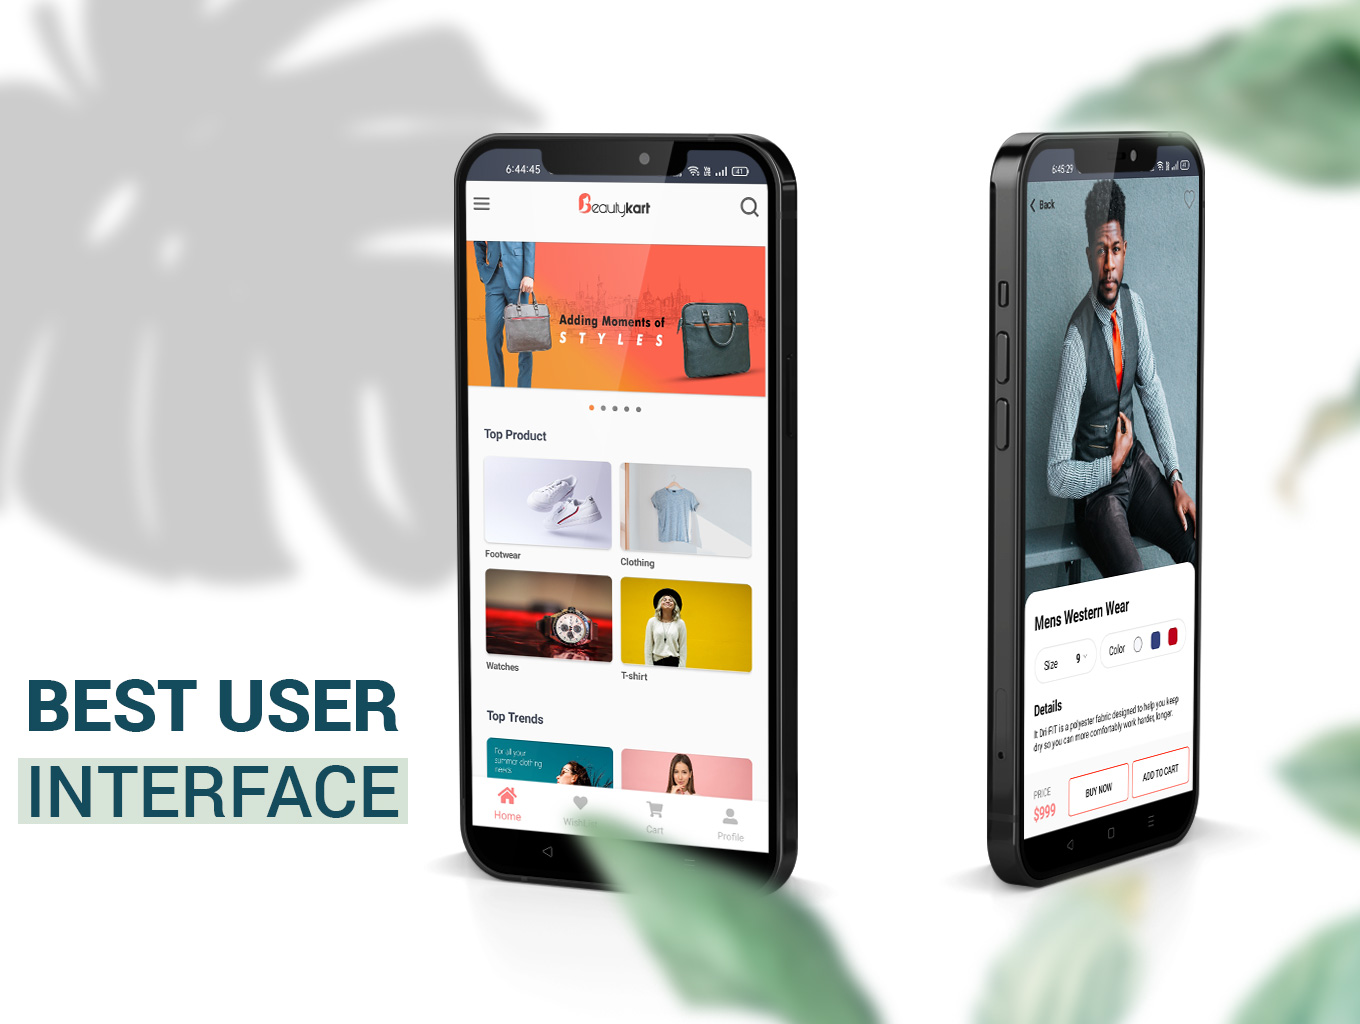 6:44:45
41
Beautykart
Adding Moments of
STYLES
Top Product
Footwear
Clothing
Watches
T-shirt
Top Trends
For all your
summer clothing
needs
Home
Wishlist
Cart
Profile
BEST USER
INTERFACE
6:45:29
Back
Mens Western Wear
Size 9
Color
Details
It Dri FIT is a polyester fabric designed to help you keep
dry so you can more comfortably work harder, longer.
PRICE
$999
BUY NOW
ADD TO CART